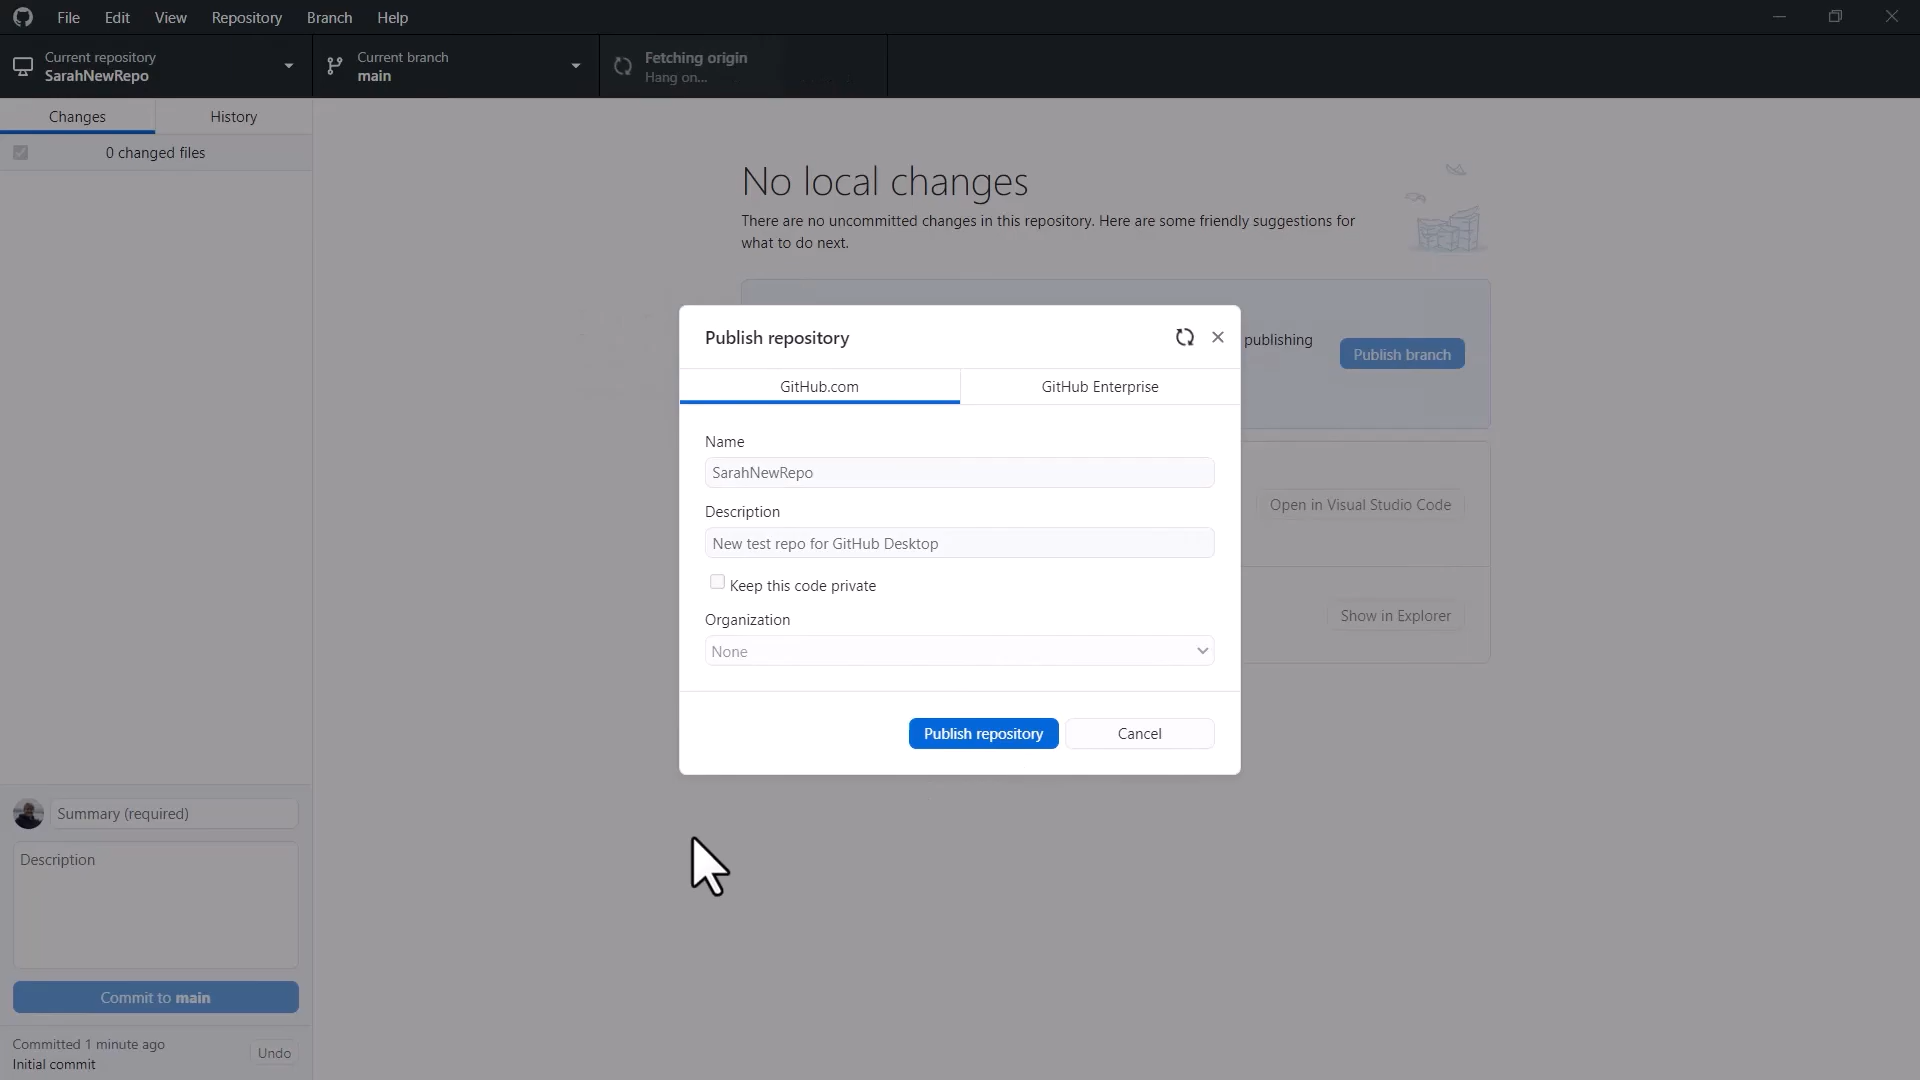 File Edit View Repository Branch Help
Current repository
SarahNewRepo
Current branch
main
Fetching origin
Hang on...
Changes History
0 changed files
No local changes
There are no uncommitted changes in this repository. Here are some friendly suggestions for
what to do next.
publishing
Publish branch
Open in Visual Studio Code
Show in Explorer
Publish repository
GitHub.com GitHub Enterprise
Name
SarahNewRepo
Description
New test repo for GitHub Desktop
Keep this code private
Organization
None
Publish repository Cancel
Summary (required)
Description
Commit to main
Committed 1 minute ago
Initial commit
Undo